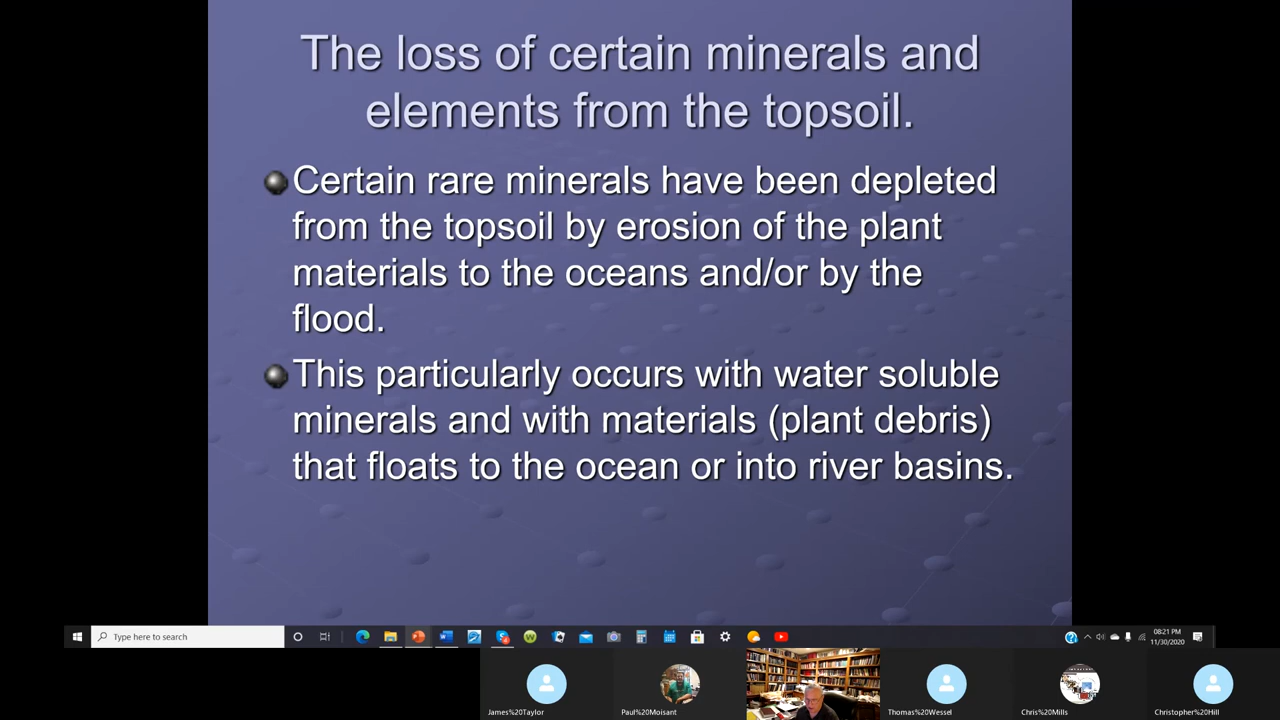 The loss of certain minerals and
elements from the topsoil.
Certain rare minerals have been depleted
from the topsoil by erosion of the plant
materials to the oceans and/or by the
flood.
This particularly occurs with water soluble
minerals and with materials (plant debris)
that floats to the ocean or into river basins.
Type here to search
08:21 PM
11/30/2020
James%20Taylor
Paul%20Moisant
Thomas%20Wessel
Chris%20Mills
Christopher%20Hill